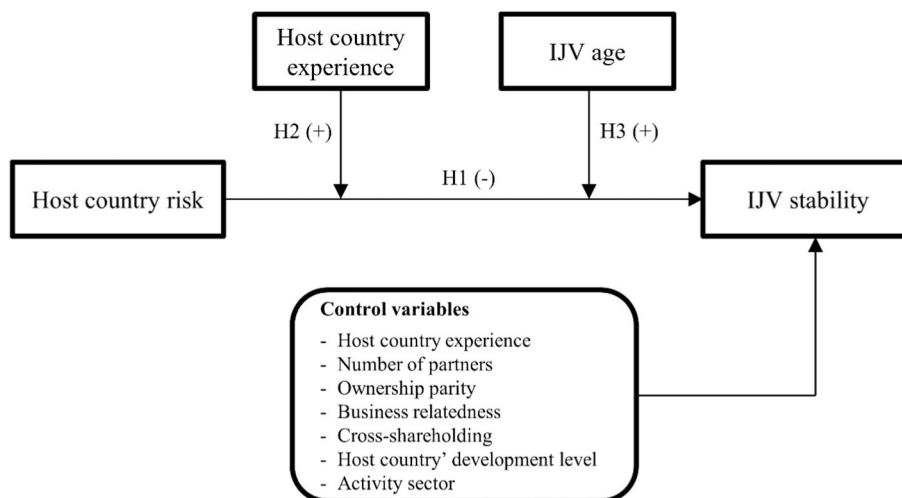 Host country
experience
IJV age
H2 (+)
H3 (+)
H1 (-)
Host country risk
IJV stability
Control variables
- Host country experience
- Number of partners
- Ownership parity
- Business relatedness
- Cross-shareholding
- Host country’ development level
- Activity sector